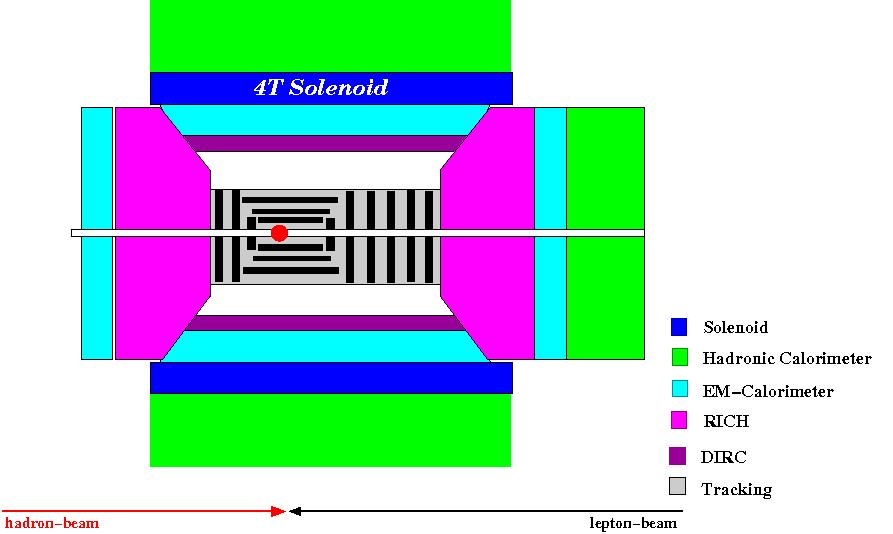 4T Solenoid
Solenoid
Hadronic Calorimeter
EM-Calorimeter
RICH
DIRC
Tracking
hadron-beam
lepton-beam